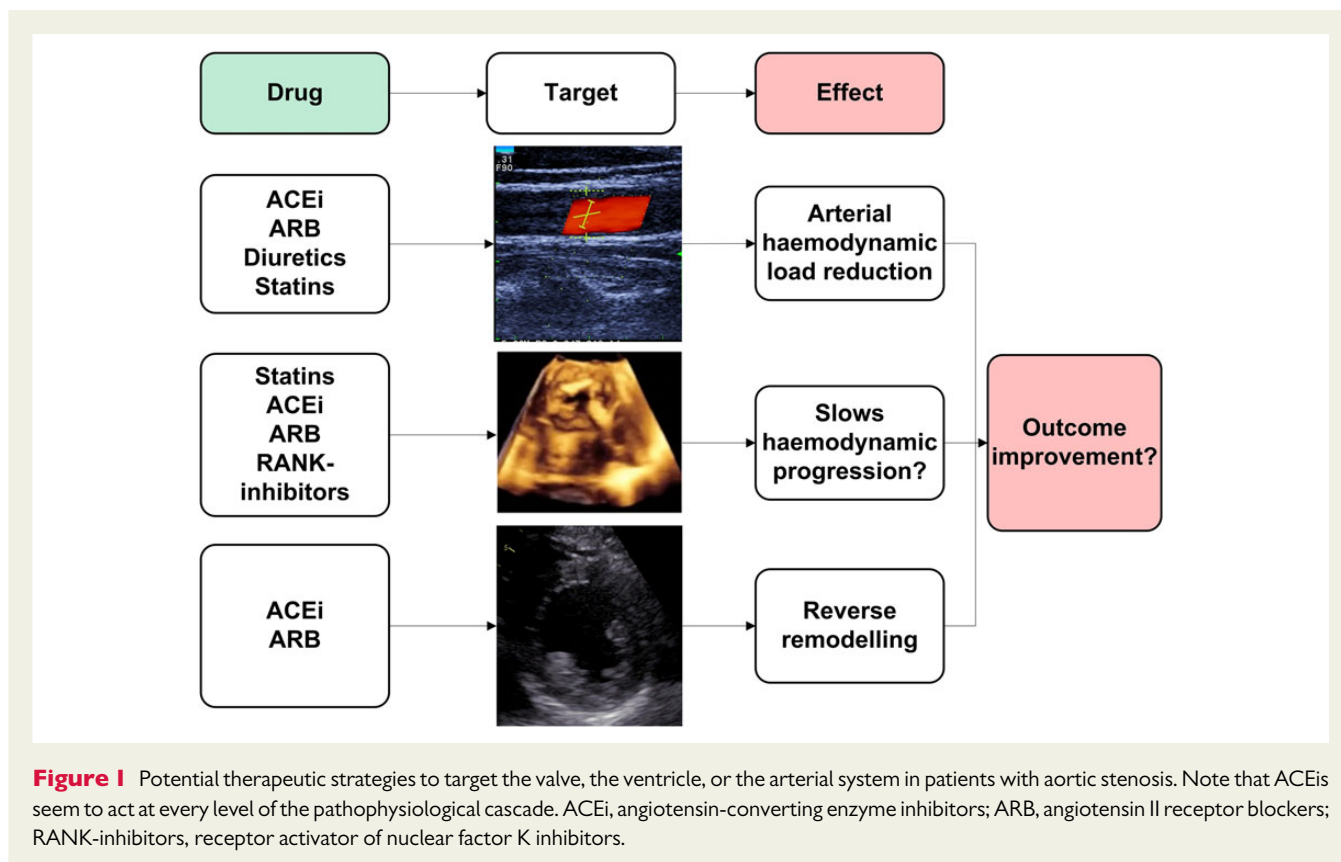 Drug
Target
Effect
ACEi
ARB
Diuretics
Statins
.31
F90
Arterial
haemodynamic
load reduction
Statins
ACEi
ARB
RANK-
inhibitors
Slows
haemodynamic
progression?
Outcome
improvement?
ACEi
ARB
Reverse
remodelling
Figure 1 Potential therapeutic strategies to target the valve, the ventricle, or the arterial system in patients with aortic stenosis. Note that ACEis
seem to act at every level of the pathophysiological cascade. ACEi, angiotensin-converting enzyme inhibitors; ARB, angiotensin II receptor blockers;
RANK-inhibitors, receptor activator of nuclear factor K inhibitors.